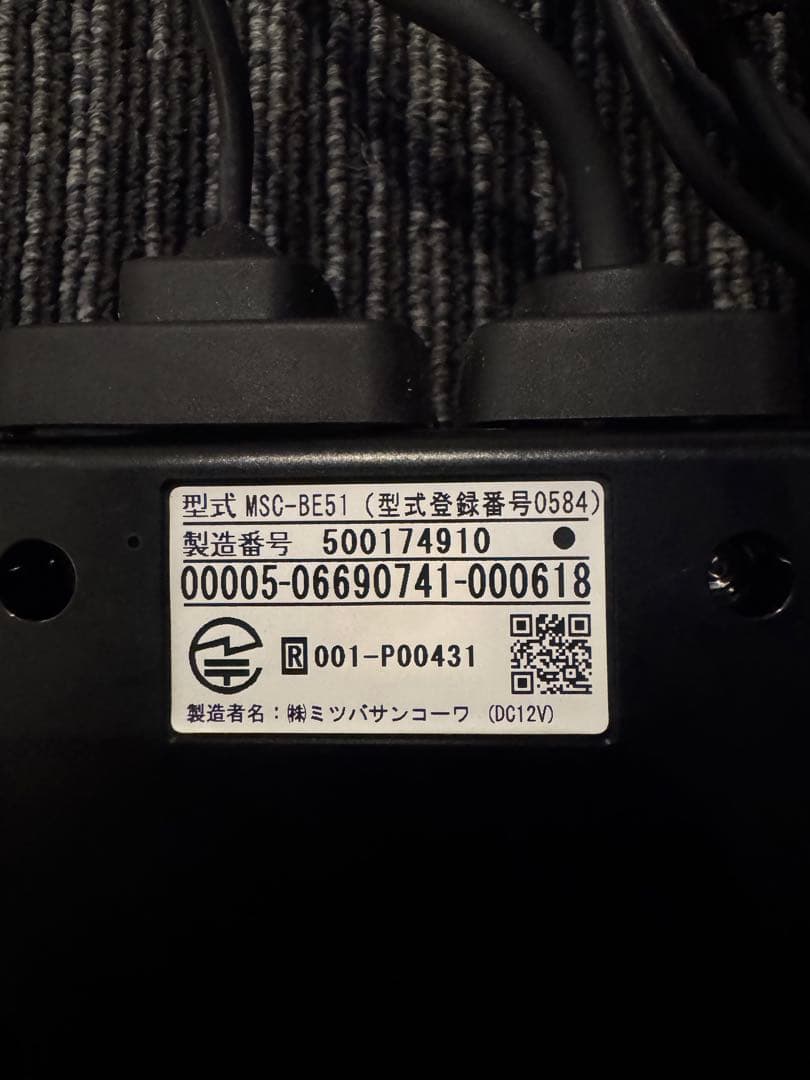 型式 MSC-BE51 (型式登録番号0584)
製造番号 500174910 ●
00005-06690741-000618
R 001-P00431
製造者名：㈱ミツバサンコーワ (DC12V)